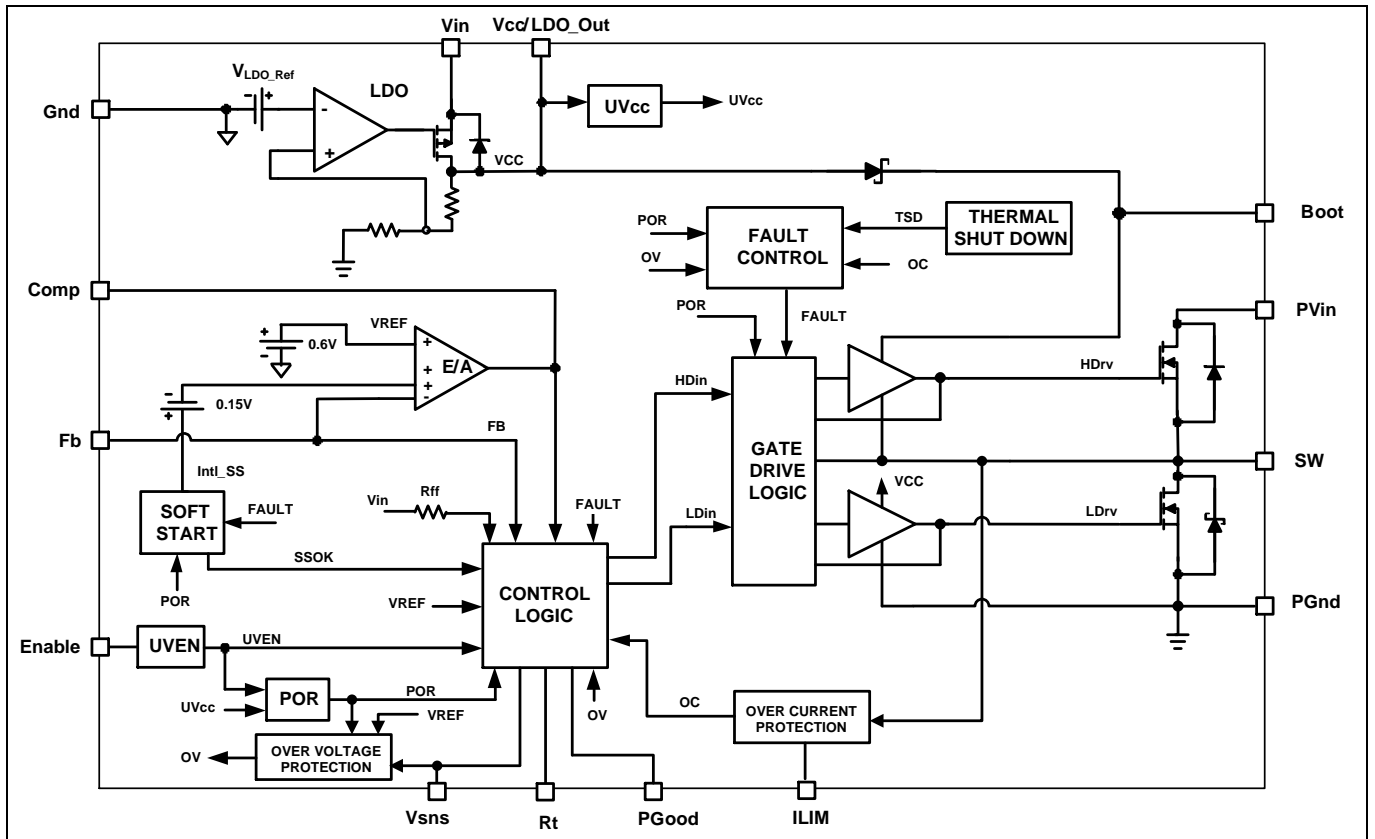 Vin
Vcc/LDO_Out
VLDO_Ref
- +
LDO
Gnd
-
+
UVcc
UVcc
VCC
Boot
POR
FAULT
CONTROL
TSD
THERMAL
SHUT DOWN
OV
OC
Comp
VREF
+
-
0.6V
+
+
+
-
E/A
POR
FAULT
PVin
HDrv
- +
0.15V
HDin
Fb
FB
Intl_SS
GATE
DRIVE
LOGIC
SW
VCC
Vin
Rff
FAULT
SOFT
START
FAULT
LDin
LDrv
SSOK
CONTROL
LOGIC
POR
VREF
PGnd
Enable
UVEN
UVEN
POR
UVcc
POR
VREF
OV
OC
OVER CURRENT
PROTECTION
OV
OVER VOLTAGE
PROTECTION
Vsns
Rt
PGood
ILIM